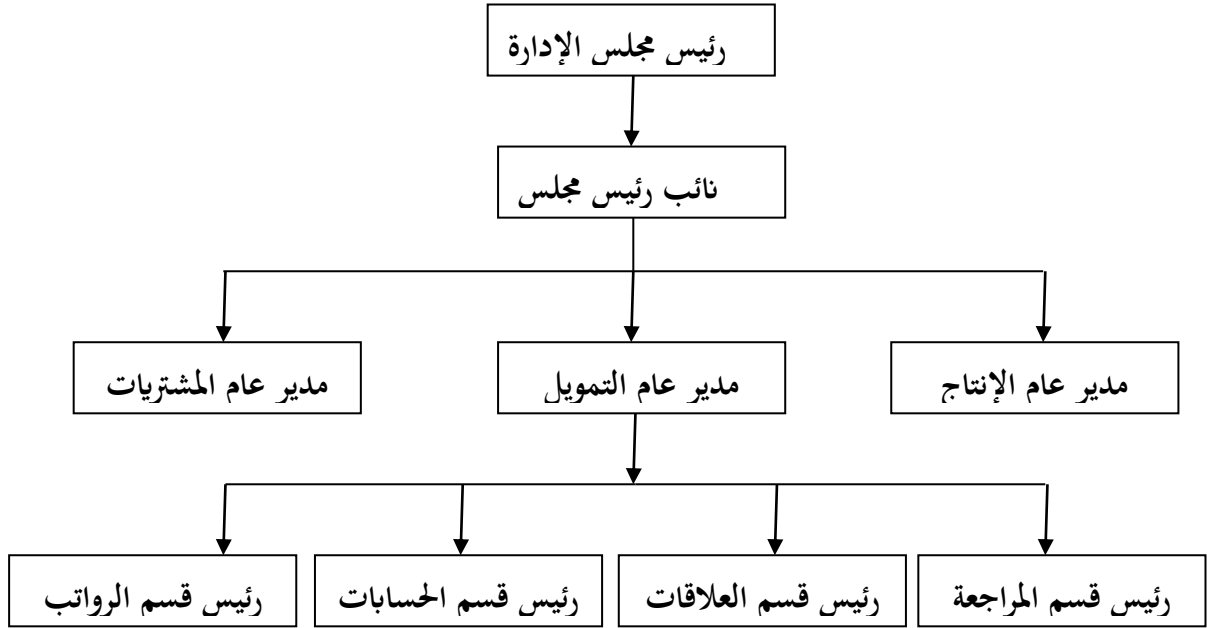 رئيس مجلس الإدارة
نائب رئيس مجلس
مدير عام الإنتاج
مدير عام التمويل
مدير عام المشتريات
رئيس قسم المراجعة
رئيس قسم العلاقات
رئيس قسم الحسابات
رئيس قسم الرواتب